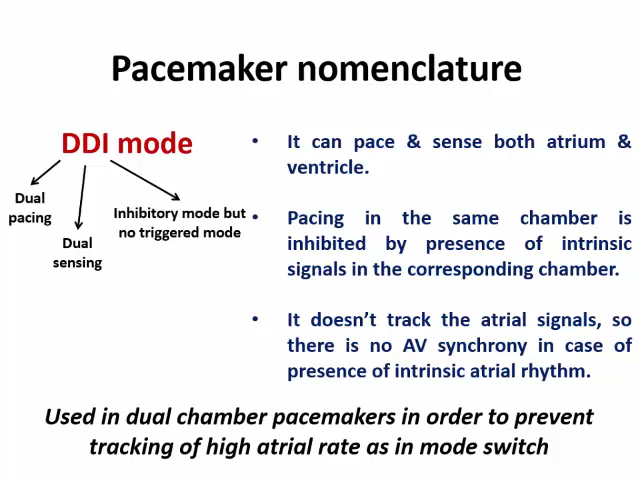 Pacemaker nomenclature
DDI mode
Dual
pacing
Dual
sensing
Inhibitory mode but
no triggered mode
• It can pace & sense both atrium &
ventricle.
• Pacing in the same chamber is
inhibited by presence of intrinsic
signals in the corresponding chamber.
• It doesn’t track the atrial signals, so
there is no AV synchrony in case of
presence of intrinsic atrial rhythm.
Used in dual chamber pacemakers in order to prevent
tracking of high atrial rate as in mode switch